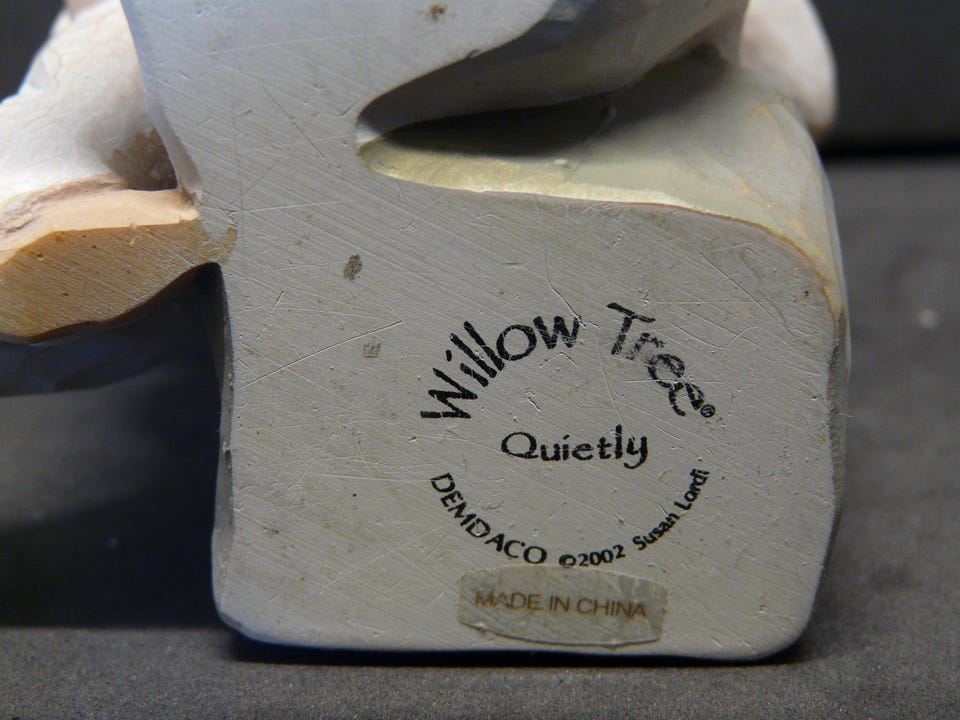 Willow Tree®
Quietly
DEMDACO ©2002 Susan Lordi
MADE IN CHINA